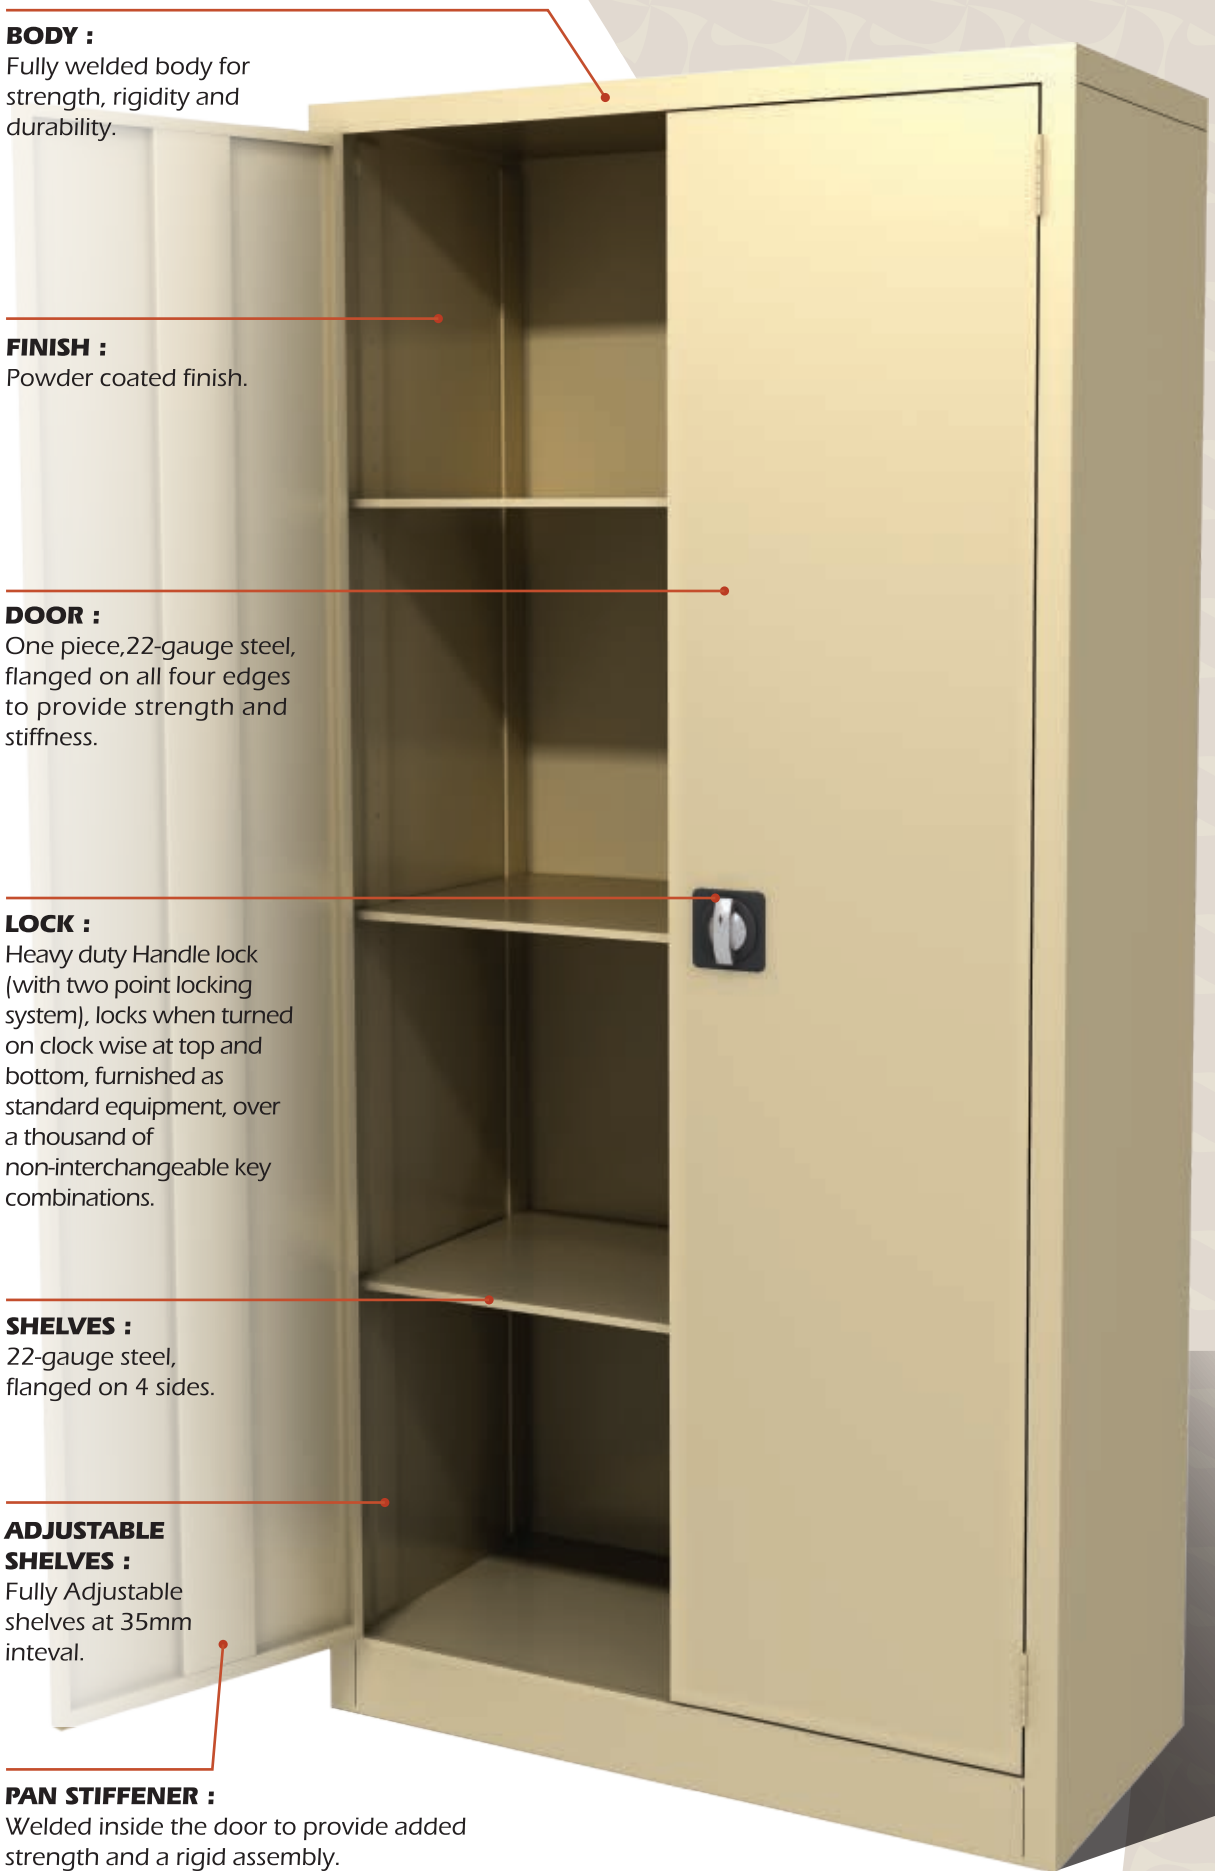 BODY :
Fully welded body for
strength, rigidity and
durability.
FINISH :
Powder coated finish.
DOOR :
One piece,22-gauge steel,
flanged on all four edges
to provide strength and
stiffness.
LOCK :
Heavy duty Handle lock
(with two point locking
system), locks when turned
on clock wise at top and
bottom, furnished as
standard equipment, over
a thousand of
non-interchangeable key
combinations.
SHELVES :
22-gauge steel,
flanged on 4 sides.
ADJUSTABLE
SHELVES :
Fully Adjustable
shelves at 35mm
inteval.
PAN STIFFENER :
Welded inside the door to provide added
strength and a rigid assembly.